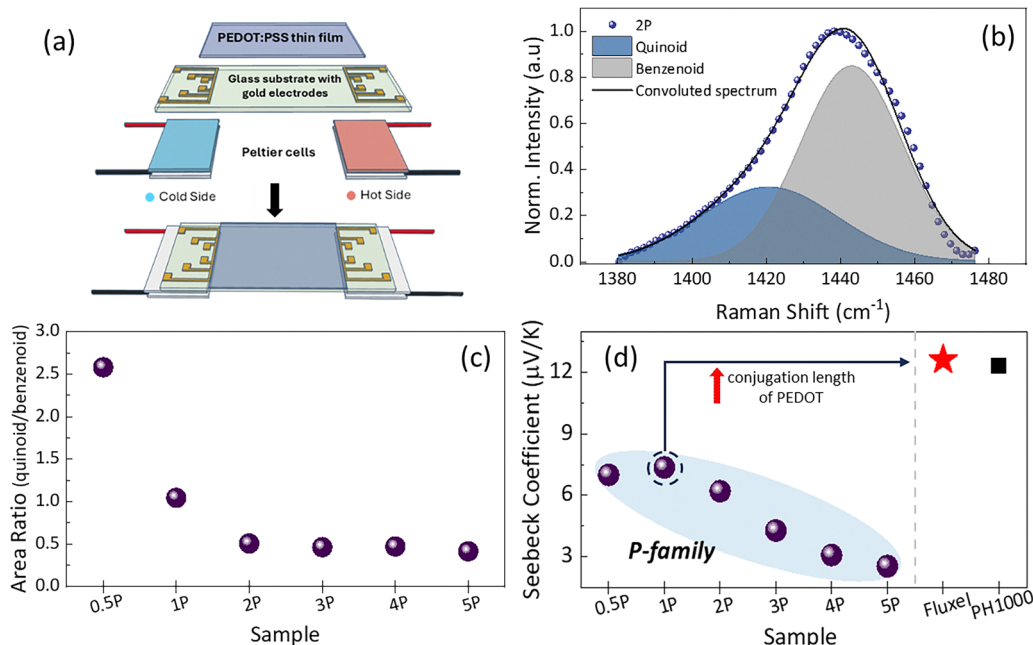 (a)
PEDOT:PSS thin film
Glass substrate with
gold electrodes
Peltier cells
Cold Side
Hot Side
(b)
2P
Quinoid
Benzenoid
Convoluted spectrum
Norm. Intensity (a.u)
1.0
0.8
0.6
0.4
0.2
0.0
1380 1400 1420 1440 1460 1480
Raman Shift (cm⁻¹)
(c)
Area Ratio (quinoid/benzenoid)
3.0
2.5
2.0
1.5
1.0
0.5
0.0
0.5P 1P 2P 3P 4P 5P
Sample
(d)
Seebeck Coefficient (µV/K)
12
9
6
3
conjugation length
of PEDOT
P-family
0.5P 1P 2P 3P 4P 5P Fluxel PH1000
Sample